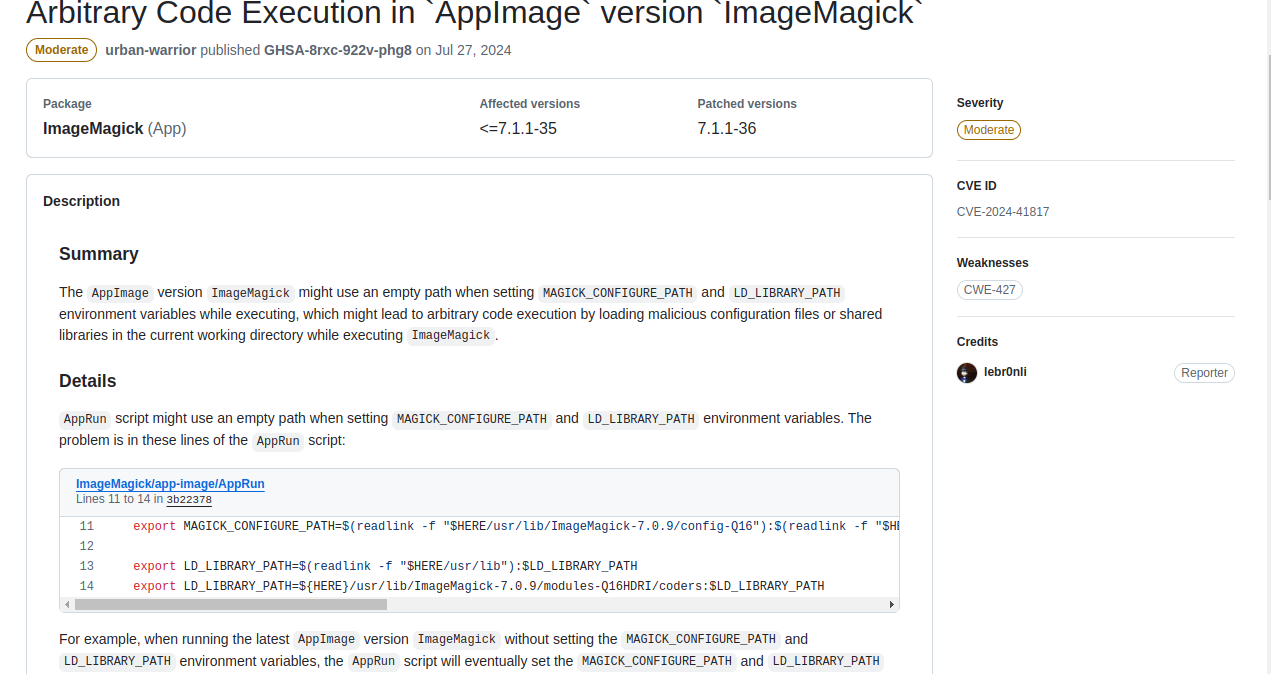 Arbitrary Code Execution in `AppImage` version `ImageMagick`
Moderate urban-warrior published GHSA-8rxc-922v-phg8 on Jul 27, 2024
Package Affected versions Patched versions
ImageMagick (App) <=7.1.1-35 7.1.1-36
Description
Summary
The AppImage version ImageMagick might use an empty path when setting MAGICK_CONFIGURE_PATH and LD_LIBRARY_PATH
environment variables while executing, which might lead to arbitrary code execution by loading malicious configuration files or shared
libraries in the current working directory while executing ImageMagick.
Details
AppRun script might use an empty path when setting MAGICK_CONFIGURE_PATH and LD_LIBRARY_PATH environment variables. The
problem is in these lines of the AppRun script:
ImageMagick/app-image/AppRun
Lines 11 to 14 in 3b22378
11 export MAGICK_CONFIGURE_PATH=$(readlink -f "$HERE/usr/lib/ImageMagick-7.0.9/config-Q16"):$(readlink -f "$HE
12
13 export LD_LIBRARY_PATH=$(readlink -f "$HERE/usr/lib"):$LD_LIBRARY_PATH
14 export LD_LIBRARY_PATH=${HERE}/usr/lib/ImageMagick-7.0.9/modules-Q16HDRI/coders:$LD_LIBRARY_PATH
For example, when running the latest AppImage version ImageMagick without setting the MAGICK_CONFIGURE_PATH and
LD_LIBRARY_PATH environment variables, the AppRun script will eventually set the MAGICK_CONFIGURE_PATH and LD_LIBRARY_PATH
Severity
Moderate
CVE ID
CVE-2024-41817
Weaknesses
CWE-427
Credits
lebr0nli Reporter